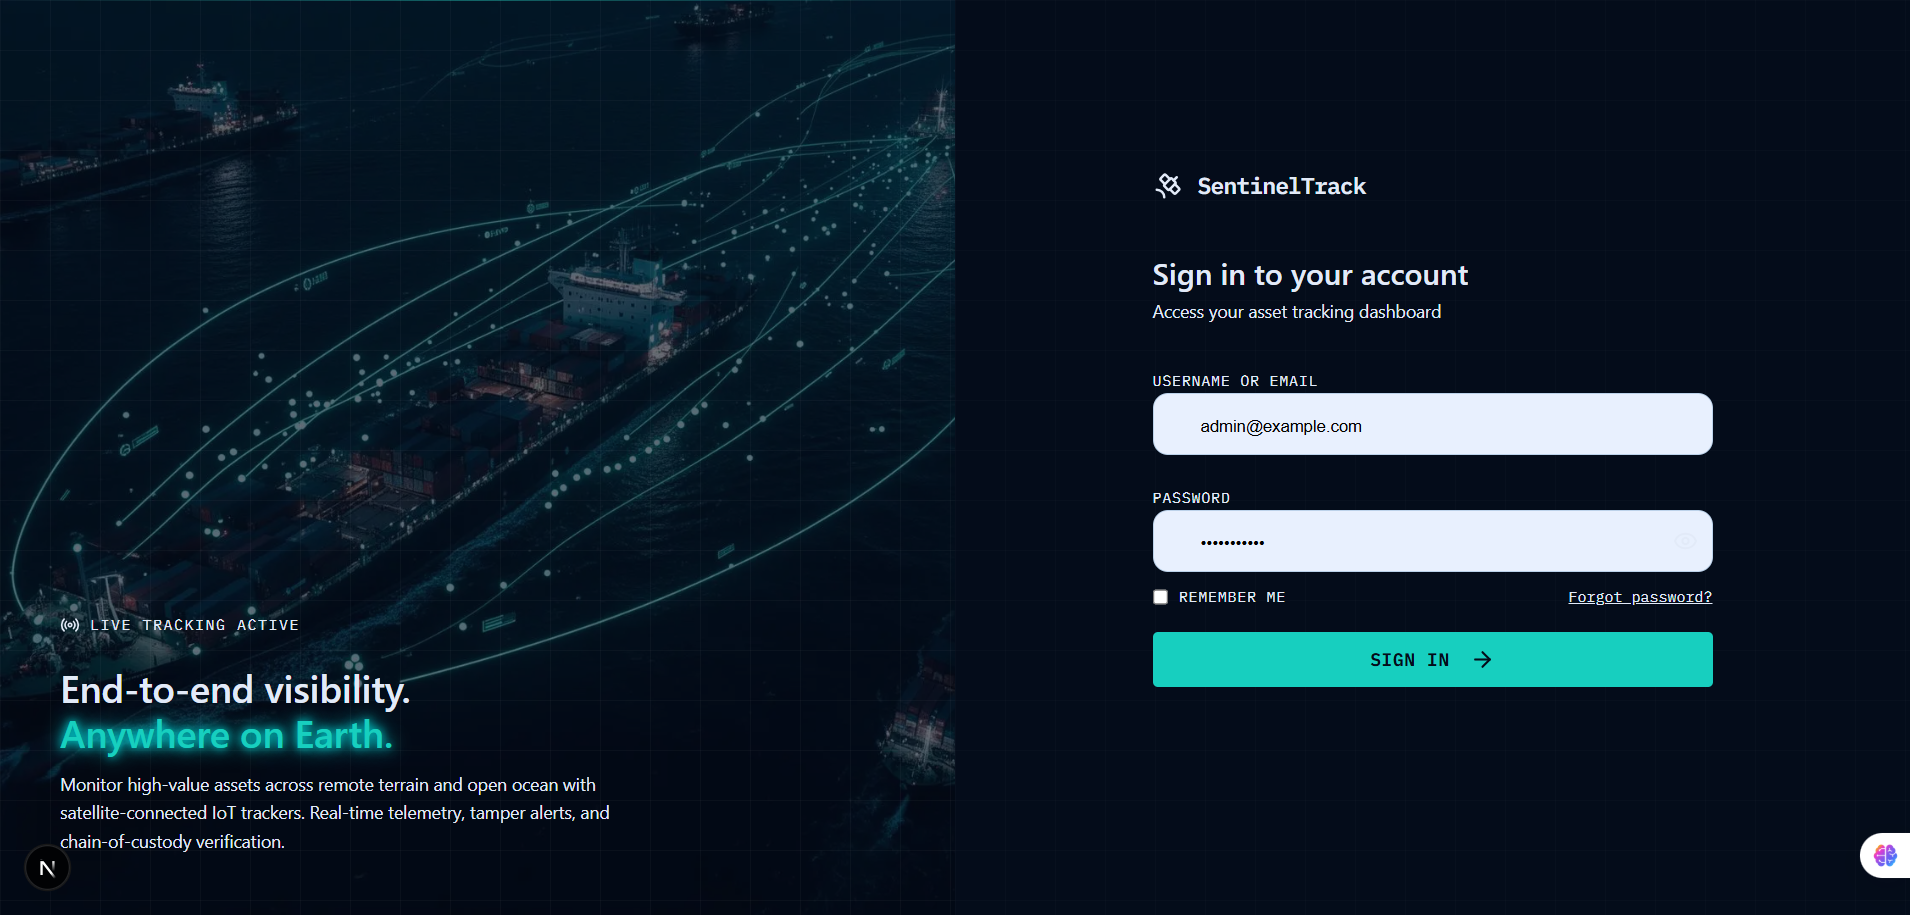 LIVE TRACKING ACTIVE
End-to-end visibility.
Anywhere on Earth.
Monitor high-value assets across remote terrain and open ocean with
satellite-connected IoT trackers. Real-time telemetry, tamper alerts, and
chain-of-custody verification.
N
SentinelTrack
Sign in to your account
Access your asset tracking dashboard
USERNAME OR EMAIL
admin@example.com
PASSWORD
•••••••••••
REMEMBER ME
Forgot password?
SIGN IN